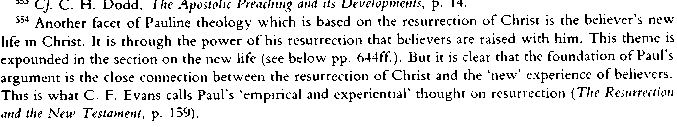 553 Cf. C. H. Dodd, The Apostolic Preaching and its Developments, p. 14.
554 Another facet of Pauline theology which is based on the resurrection of Christ is the believer's new
life in Christ. It is through the power of his resurrection that believers are raised with him. This theme is
expounded in the section on the new life (see below pp. 644ff.). But it is clear that the foundation of Paul's
argument is the close connection between the resurrection of Christ and the 'new' experience of believers.
This is what C. F. Evans calls Paul's 'empirical and experiential' thought on resurrection (The Resurrection
and the New Testament, p. 159).